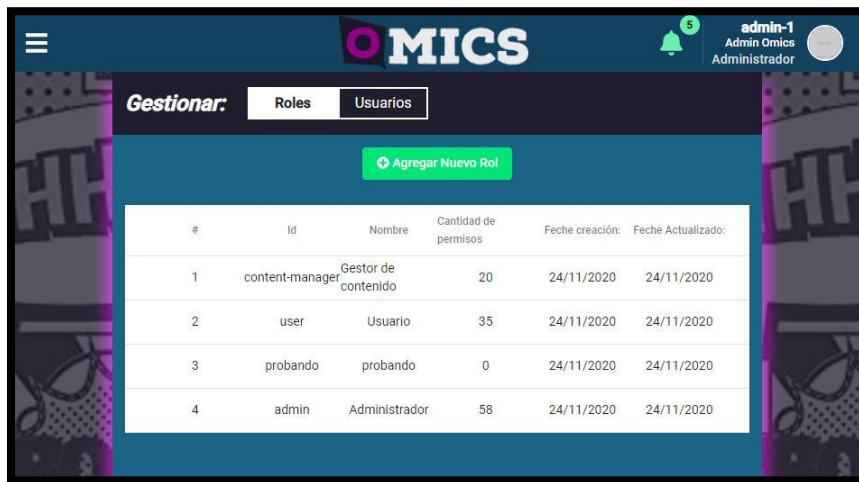 OMICS
5
admin-1
Admin Omics
Administrador
Gestionar:
Roles Usuarios
Agregar Nuevo Rol
# Id Nombre Cantidad de permisos Feche creación: Feche Actualizado:
1 content-manager Gestor de contenido 20 24/11/2020 24/11/2020
2 user Usuario 35 24/11/2020 24/11/2020
3 probando probando 0 24/11/2020 24/11/2020
4 admin Administrador 58 24/11/2020 24/11/2020